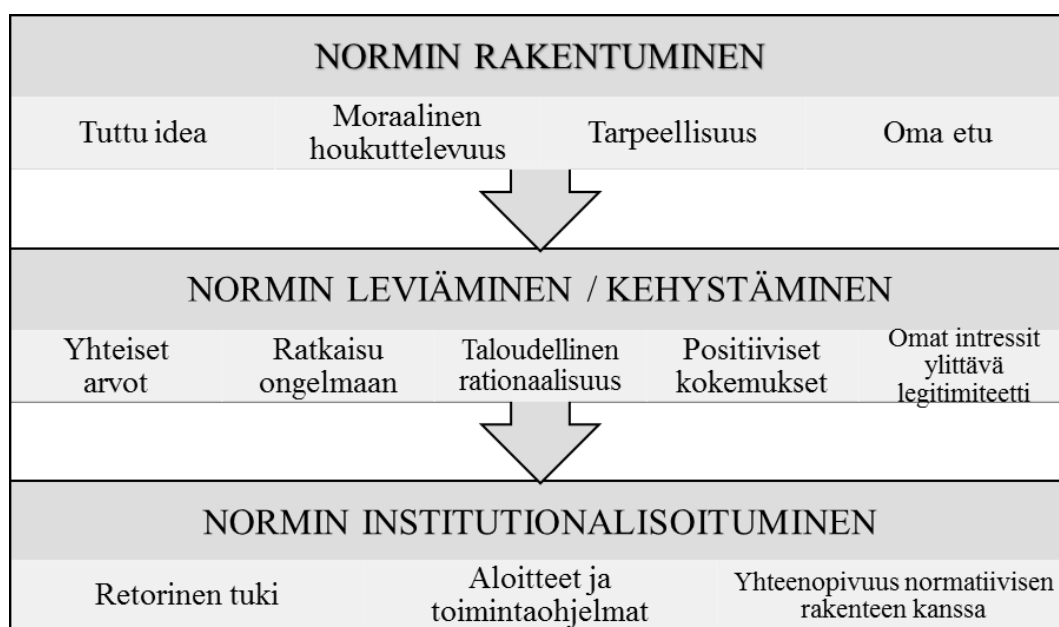 NORMIN RAKENTUMINEN
Tuttu idea
Moraalinen
houkuttelevuus
Tarpeellisuus
Oma etu
NORMIN LEVIÄMINEN / KEHYSTÄMINEN
Yhteiset
arvot
Ratkaisu
ongelmaan
Taloudellinen
rationaalisuus
Positiiviset
kokemukset
Omat intressit
ylittävä
legitimiteetti
NORMIN INSTITUTIONALISOITUMINEN
Retorinen tuki
Aloitteet ja
toimintaohjelmat
Yhteenopivuus normatiivisen
rakenteen kanssa